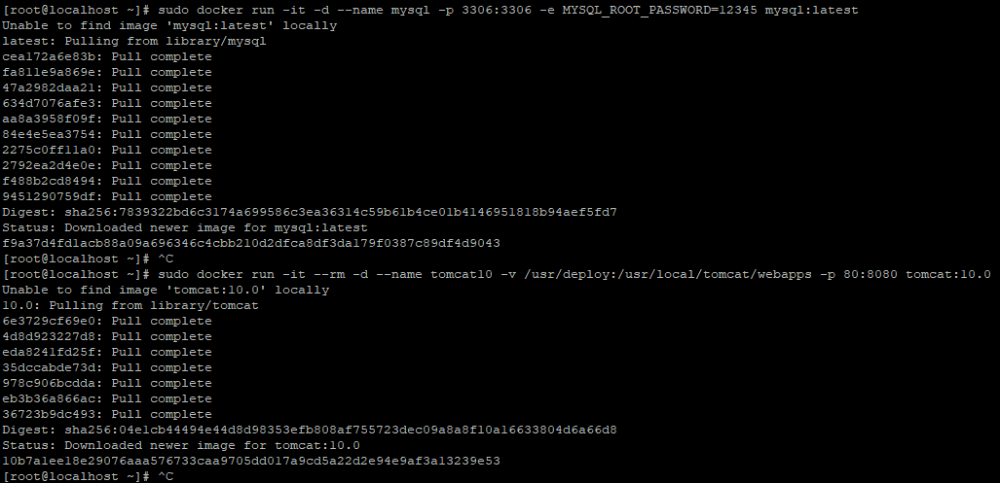 [root@localhost ~]# sudo docker run -it -d --name mysql -p 3306:3306 -e MYSQL_ROOT_PASSWORD=12345 mysql:latest
Unable to find image 'mysql:latest' locally
latest: Pulling from library/mysql
cea172a6e83b: Pull complete
fa811e9a869e: Pull complete
47a2982daa21: Pull complete
634d7076afe3: Pull complete
aa8a3958f09f: Pull complete
84e4e5ea3754: Pull complete
2275c0ff11a0: Pull complete
2792ea2d4e0e: Pull complete
f488b2cd8494: Pull complete
9451290759df: Pull complete
Digest: sha256:7839322bd6c3174a699586c3ea36314c59b61b4ce01b4146951818b94aef5fd7
Status: Downloaded newer image for mysql:latest
f9a37d4fd1acb88a09a696346c4cbb210d2dfca8df3da179f0387c89df4d9043
[root@localhost ~]# ^C
[root@localhost ~]# sudo docker run -it --rm -d --name tomcat10 -v /usr/deploy:/usr/local/tomcat/webapps -p 80:8080 tomcat:10.0
Unable to find image 'tomcat:10.0' locally
10.0: Pulling from library/tomcat
6e3729cf69e0: Pull complete
4d8d923227d8: Pull complete
eda8241fd25f: Pull complete
35dccabde73d: Pull complete
978c906bcdda: Pull complete
eb3b36a866ac: Pull complete
36723b9dc493: Pull complete
Digest: sha256:04e1cb44494e44d8d98353efb808af755723dec09a8a8f10a16633804d6a66d8
Status: Downloaded newer image for tomcat:10.0
10b7a1ee18e29076aaa576733caa9705dd017a9cd5a22d2e94e9af3a13239e53
[root@localhost ~]# ^C